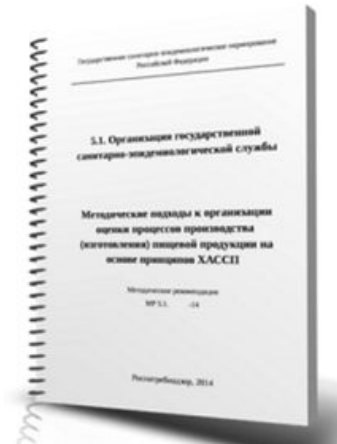 Государственное санитарно-эпидемиологическое нормирование
Российской Федерации
5.1. Организация государственной
санитарно-эпидемиологической службы
Методические подходы к организации
оценки процессов производства
(изготовления) пищевой продукции на
основе принципов ХАССП
Методические рекомендации
МР 5.1. -14
Роспотребнадзор, 2014